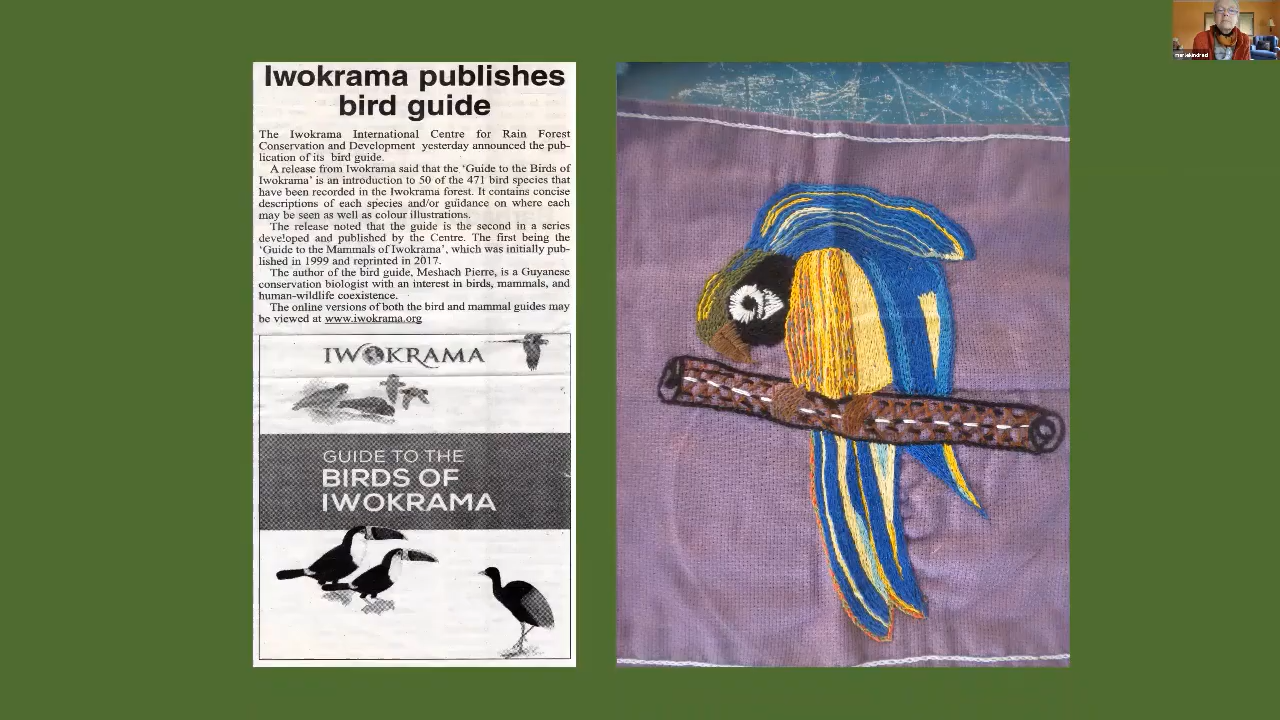 Iwokrama publishes
bird guide
The Iwokrama International Centre for Rain Forest
Conservation and Development yesterday announced the pub-
lication of its bird guide.
A release from Iwokrama said that the 'Guide to the Birds of
Iwokrama' is an introduction to 50 of the 471 bird species that
have been recorded in the Iwokrama forest. It contains concise
descriptions of each species and/or guidance on where each
may be seen as well as colour illustrations.
The release noted that the guide is the second in a series
developed and published by the Centre. The first being the
'Guide to the Mammals of Iwokrama', which was initially pub-
lished in 1999 and reprinted in 2017.
The author of the bird guide, Meshach Pierre, is a Guyanese
conservation biologist with an interest in birds, mammals, and
human-wildlife coexistence.
The online versions of both the bird and mammal guides may
be viewed at www.iwokrama.org
IWOKRAMA
GUIDE TO THE
BIRDS OF
IWOKRAMA